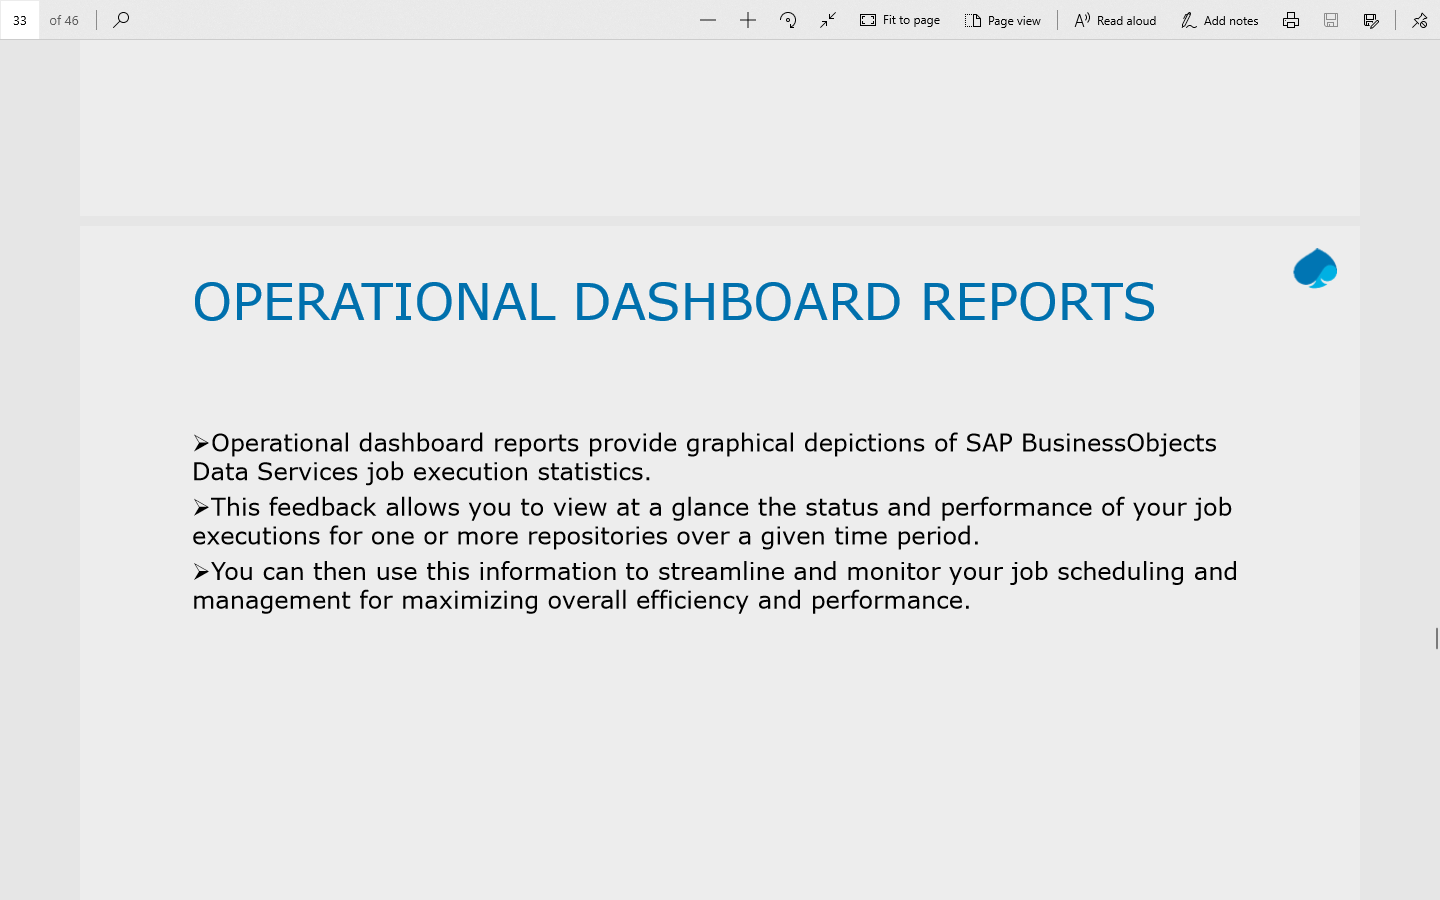 33 of 46 Fit to page Page view Read aloud Add notes
OPERATIONAL DASHBOARD REPORTS
➢Operational dashboard reports provide graphical depictions of SAP BusinessObjects
Data Services job execution statistics.
➢This feedback allows you to view at a glance the status and performance of your job
executions for one or more repositories over a given time period.
➢You can then use this information to streamline and monitor your job scheduling and
management for maximizing overall efficiency and performance.